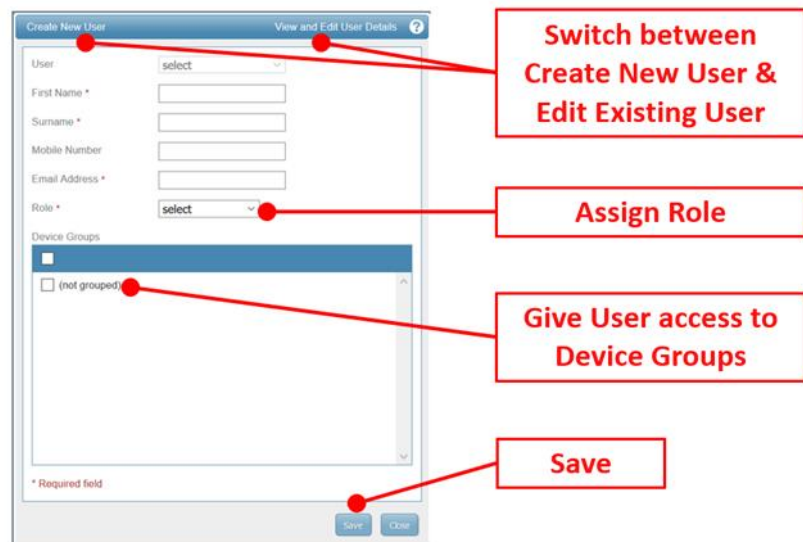 Create New User View and Edit User Details ?
User select
First Name *
Surname *
Mobile Number
Email Address *
Role * select
Device Groups
(not grouped)
* Required field
Save Close
Switch between
Create New User &
Edit Existing User
Assign Role
Give User access to
Device Groups
Save